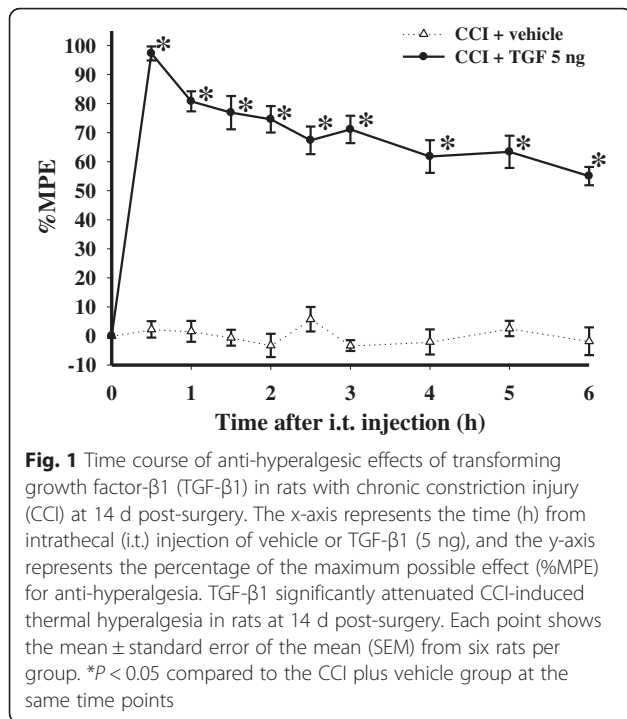 CCI + vehicle
CCI + TGF 5 ng
100
90
80
70
60
50
40
30
20
10
0
-10
%MPE
* * * * * * * * *
0 1 2 3 4 5 6
Time after i.t. injection (h)
Fig. 1 Time course of anti-hyperalgesic effects of transforming
growth factor-β1 (TGF-β1) in rats with chronic constriction injury
(CCI) at 14 d post-surgery. The x-axis represents the time (h) from
intrathecal (i.t.) injection of vehicle or TGF-β1 (5 ng), and the y-axis
represents the percentage of the maximum possible effect (%MPE)
for anti-hyperalgesia. TGF-β1 significantly attenuated CCI-induced
thermal hyperalgesia in rats at 14 d post-surgery. Each point shows
the mean ± standard error of the mean (SEM) from six rats per
group. *P < 0.05 compared to the CCI plus vehicle group at the
same time points